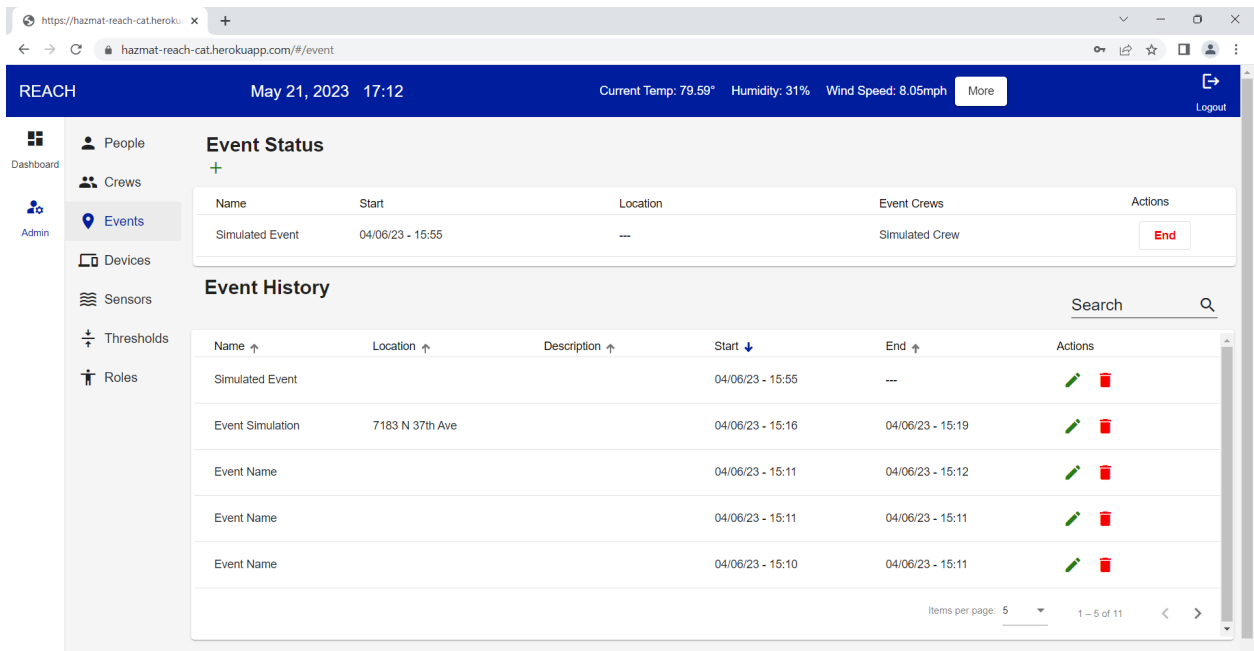 https://hazmat-reach-cat.heroku
hazmat-reach-cat.herokuapp.com/#/event
REACH May 21, 2023 17:12 Current Temp: 79.59° Humidity: 31% Wind Speed: 8.05mph More Logout
Dashboard
Admin
People
Crews
Events
Devices
Sensors
Thresholds
Roles
Event Status
+
Name Start Location Event Crews Actions
Simulated Event 04/06/23 - 15:55 --- Simulated Crew End
Event History
Search
Name Location Description Start End Actions
Simulated Event 04/06/23 - 15:55 ---
Event Simulation 7183 N 37th Ave 04/06/23 - 15:16 04/06/23 - 15:19
Event Name 04/06/23 - 15:11 04/06/23 - 15:12
Event Name 04/06/23 - 15:11 04/06/23 - 15:11
Event Name 04/06/23 - 15:10 04/06/23 - 15:11
Items per page: 5 1 – 5 of 11